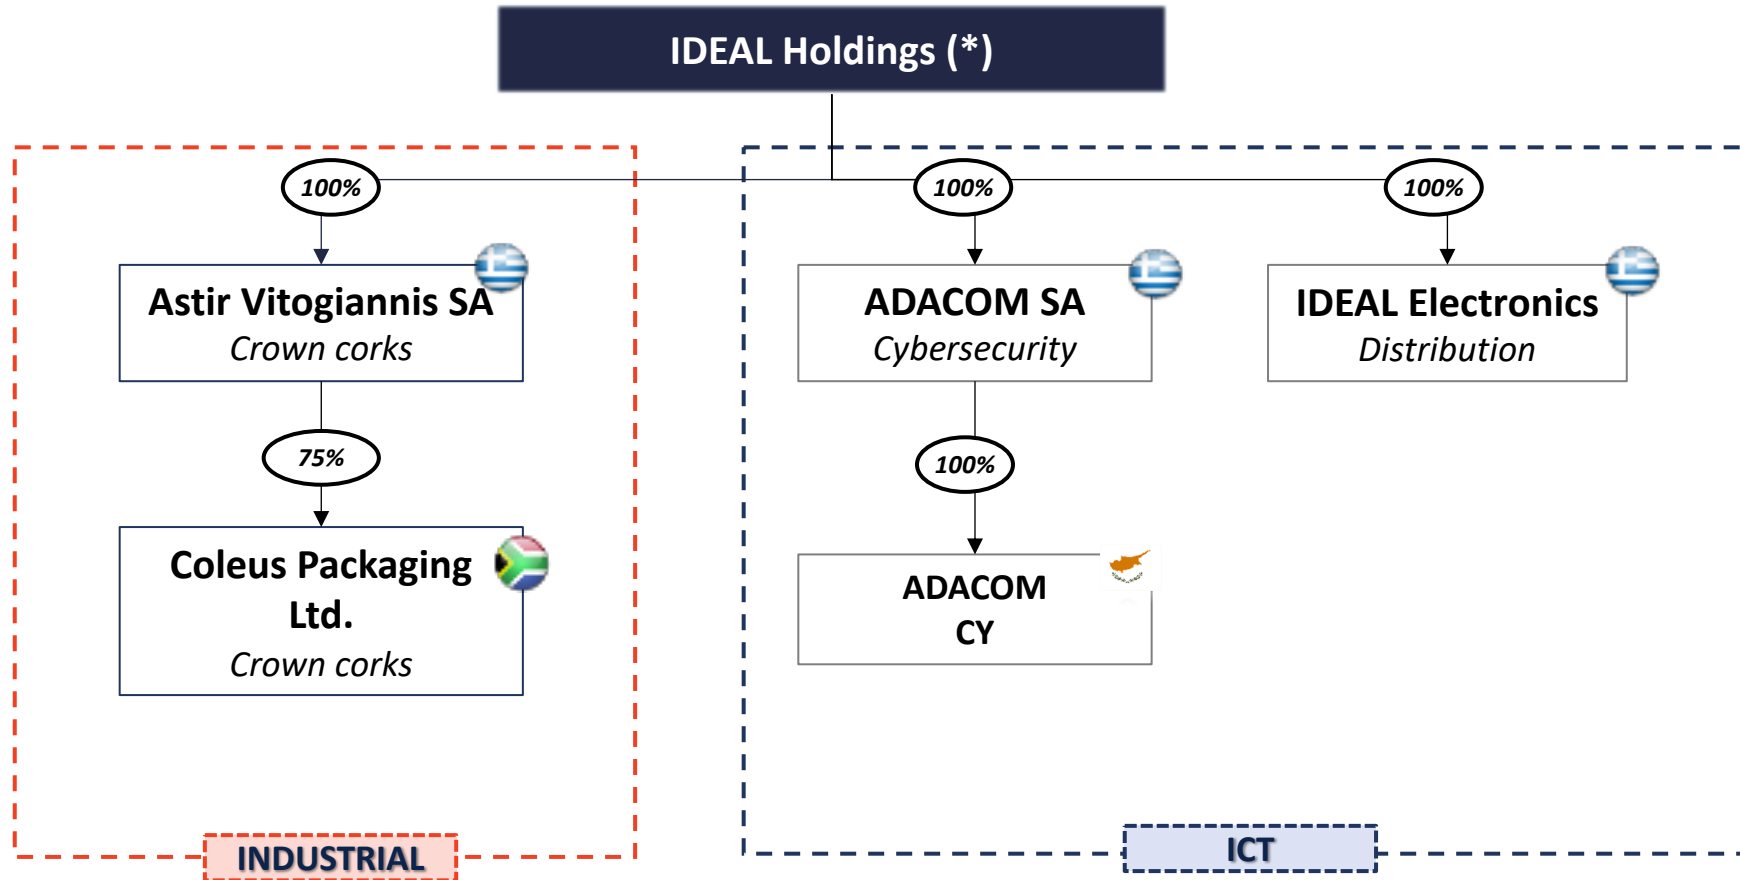 IDEAL Holdings (*)
100%
100%
100%
Astir Vitogiannis SA
Crown corks
ADACOM SA
Cybersecurity
IDEAL Electronics
Distribution
75%
100%
Coleus Packaging
Ltd.
Crown corks
ADACOM
CY
INDUSTRIAL
ICT